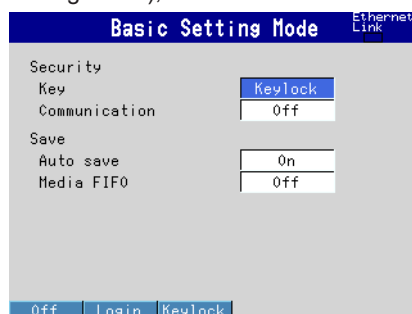 Basic Setting Mode Ethernet
Link
Security
Key Keylock
Communication Off
Save
Auto save On
Media FIFO Off
Off Login Keylock